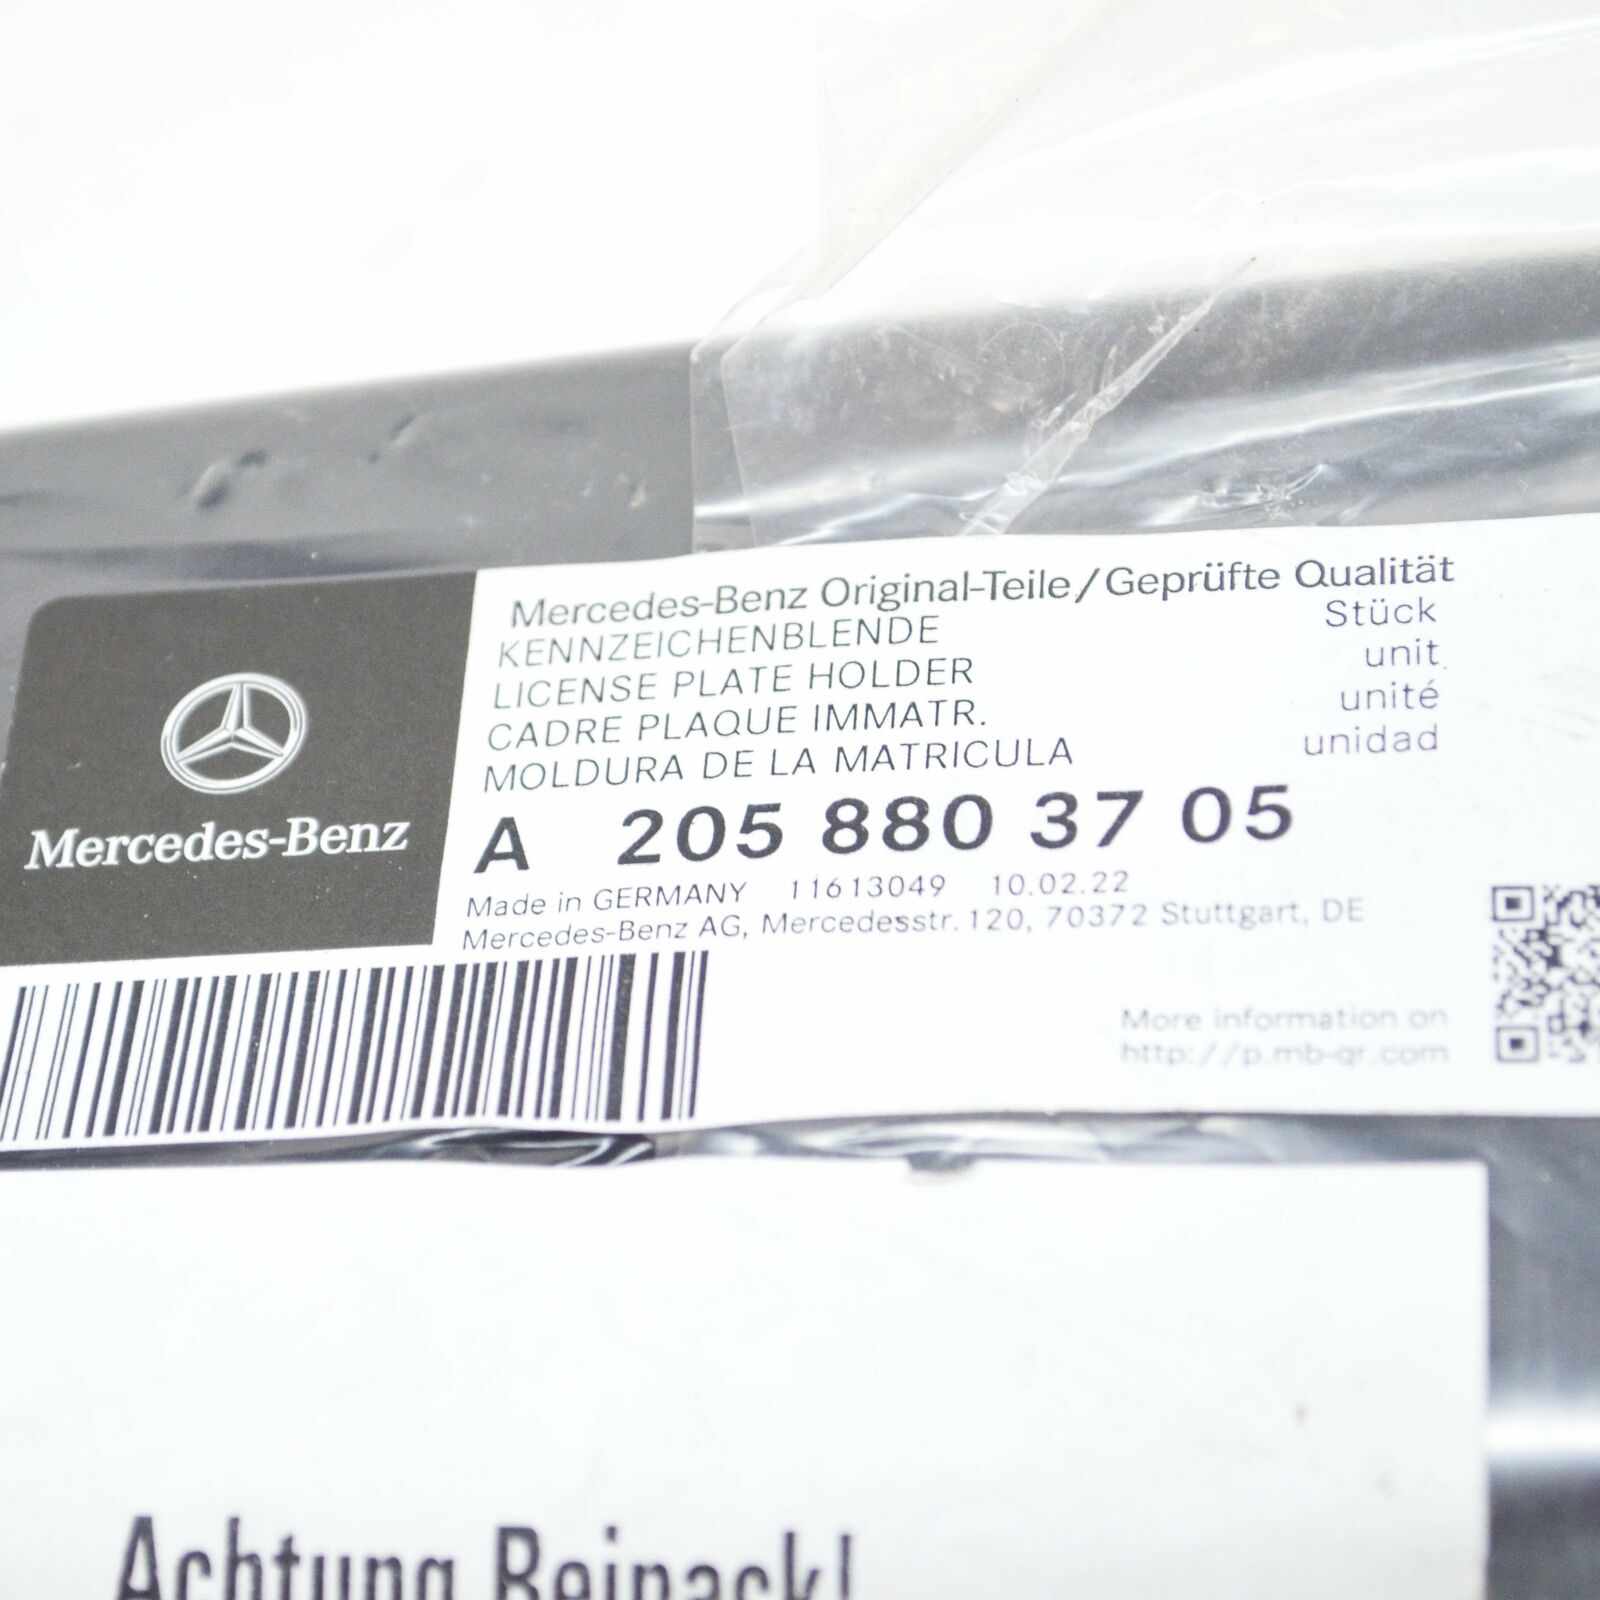 Mercedes-Benz
Mercedes-Benz Original-Teile/Geprüfte Qualität
KENNZEICHENBLENDE Stück
LICENSE PLATE HOLDER unit
CADRE PLAQUE IMMATR. unité
MOLDURA DE LA MATRICULA unidad
A 205 880 37 05
Made in GERMANY 11613049 10.02.22
Mercedes-Benz AG, Mercedesstr. 120, 70372 Stuttgart, DE
More information on
http://p.mb-qr.com
Achtung Beipack!